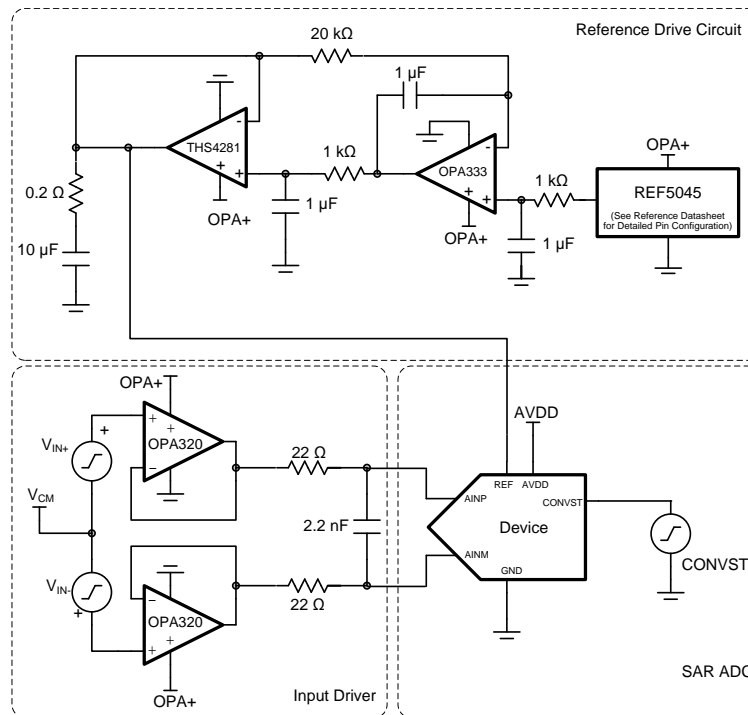 Reference Drive Circuit
20 kΩ
1 µF
-
THS4281
+
+
OPA+
1 kΩ
1 µF
-
OPA333
+
+
OPA+
1 kΩ
1 µF
OPA+
REF5045
(See Reference Datasheet
for Detailed Pin Configuration)
0.2 Ω
10 µF
OPA+
+
VIN+
+
+
OPA320
−
22 Ω
VCM
2.2 nF
VIN-
+
−
OPA320
+
+
22 Ω
OPA+
Input Driver
AVDD
REF
AVDD
CONVST
AINP
Device
AINM
GND
CONVST
SAR ADC